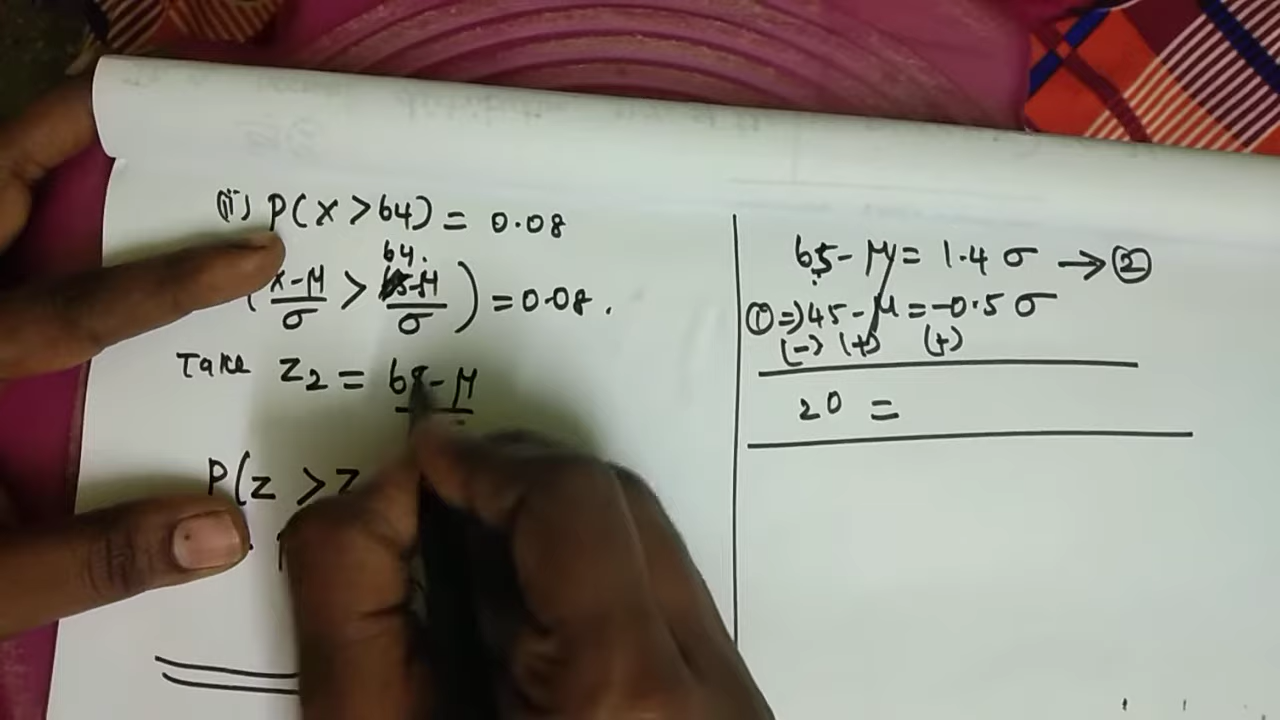 (ii) P(x > 64) = 0.08
64.
(x-μ/σ > 65-μ/σ) = 0.08.
Take Z₂ = 65-μ
P(Z > Z
65-μ = 1.4 σ → ②
① ⇒ 45-μ = -0.5 σ
(-) (+) (+)
20 =